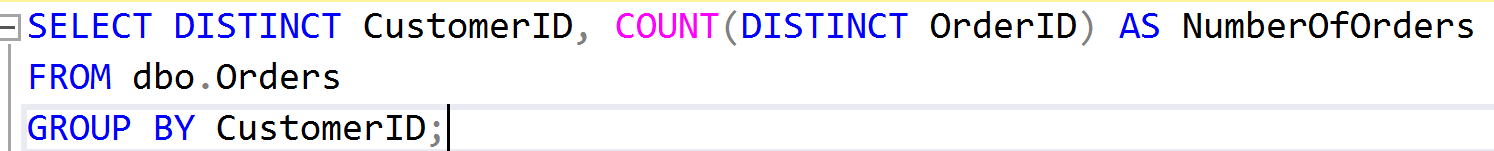 SELECT DISTINCT CustomerID, COUNT(DISTINCT OrderID) AS NumberOfOrders
FROM dbo.Orders
GROUP BY CustomerID;